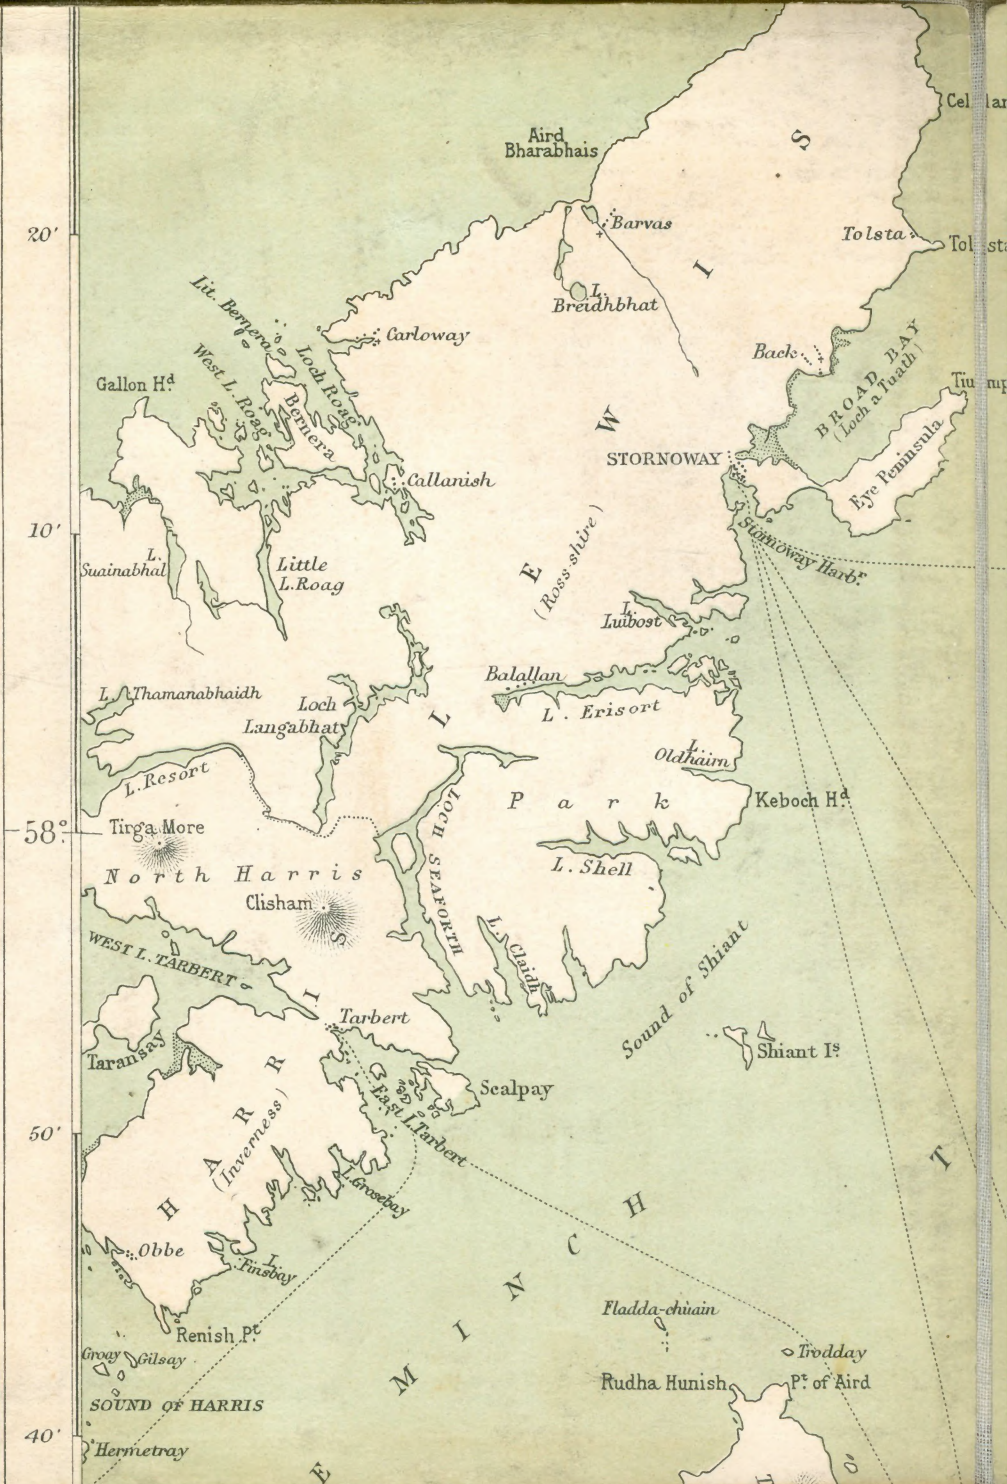 Aird
Bharabhais
S
20′
Barvas
Tolsta
L.
Breidhbhat
I
Carloway
Lit. Bernera
Loch Roag
West L. Roag
Bernera
Gallon Hd
Back
BROAD BAY
(Loch a Tuath)
W
STORNOWAY
Eye Peninsula
Callanish
10′
Stornoway Harbr.
L.
Suainabhal
Little
L. Roag
E
(Ross-shire)
L.
Luibost
Balallan
L. Erisort
L. Thamanabhaidh
Loch
Langabhat
L
L.
Oldhairn
L. Resort
Park
Keboch Hd
58°
Tirga More
LOCH SEAFORTH
L. Shell
North Harris
Clisham
S
WEST L. TARBERT
L. Claidh
Sound of Shiant
I
Tarbert
Shiant Is.
Taransay
R
Scalpay
East L. Tarbert
R
(Inverness)
50′
A
L. Grosebay
H
T
H
C
N
I
M
E
Obbe
L.
Finsbay
Fladda-chùain
Renish Pt.
Groay
Gilsay
Trodday
Rudha Hunish
Pt. of Aird
SOUND OF HARRIS
40′
Hermetray
L